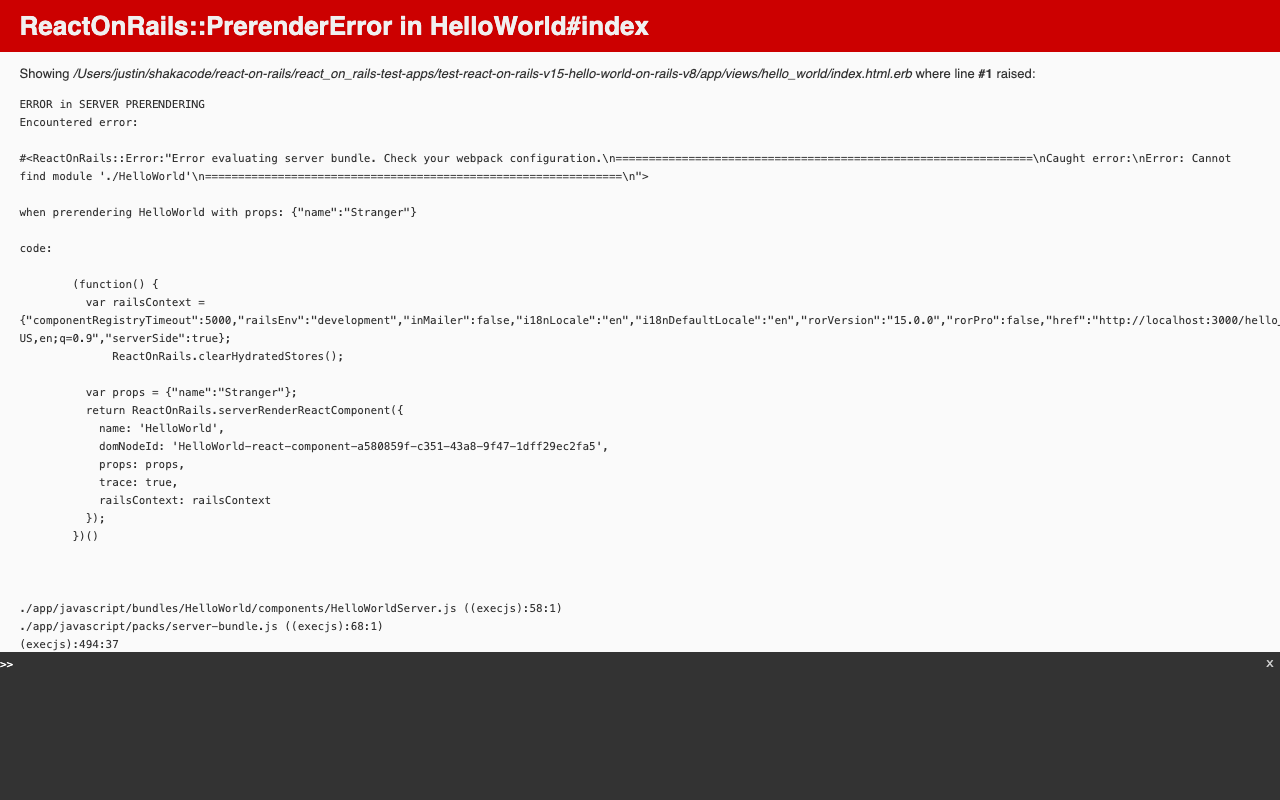 ReactOnRails::PrerenderError in HelloWorld#index
Showing /Users/justin/shakacode/react-on-rails/react_on_rails-test-apps/test-react-on-rails-v15-hello-world-on-rails-v8/app/views/hello_world/index.html.erb where line #1 raised:
ERROR in SERVER PRERENDERING
Encountered error:
#<ReactOnRails::Error:"Error evaluating server bundle. Check your webpack configuration.\n===============================================================\nCaught error:\nError: Cannot
find module './HelloWorld'\n===============================================================\n">
when prerendering HelloWorld with props: {"name":"Stranger"}
code:
(function() {
var railsContext =
{"componentRegistryTimeout":5000,"railsEnv":"development","inMailer":false,"i18nLocale":"en","i18nDefaultLocale":"en","rorVersion":"15.0.0","rorPro":false,"href":"http://localhost:3000/hello_
US,en;q=0.9","serverSide":true};
ReactOnRails.clearHydratedStores();
var props = {"name":"Stranger"};
return ReactOnRails.serverRenderReactComponent({
name: 'HelloWorld',
domNodeId: 'HelloWorld-react-component-a580859f-c351-43a8-9f47-1dff29ec2fa5',
props: props,
trace: true,
railsContext: railsContext
});
})()
./app/javascript/bundles/HelloWorld/components/HelloWorldServer.js ((execjs):58:1)
./app/javascript/packs/server-bundle.js ((execjs):68:1)
(execjs):494:37
>>
x